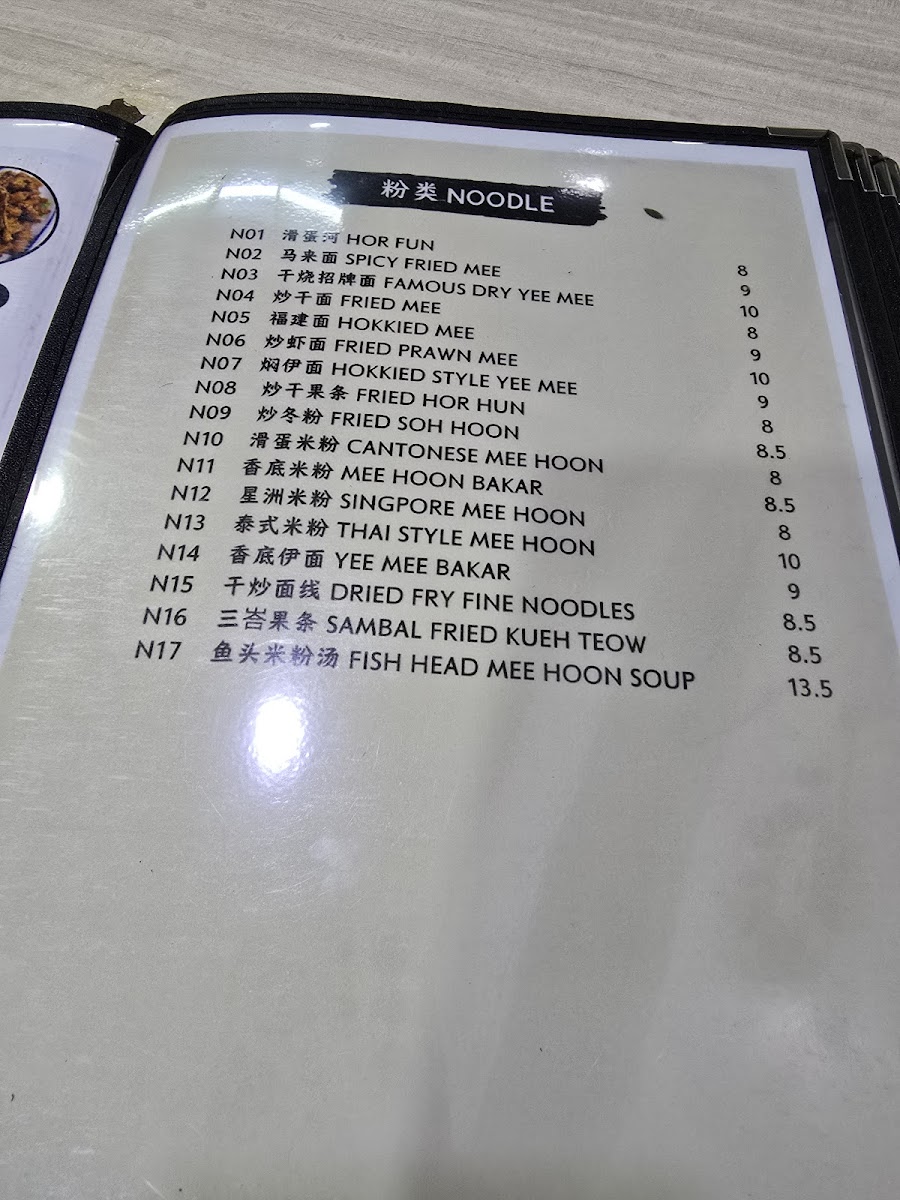 粉类 NOODLE
N01 滑蛋河 HOR FUN 8
N02 马来面 SPICY FRIED MEE 9
N03 干烧招牌面 FAMOUS DRY YEE MEE 10
N04 炒干面 FRIED MEE 8
N05 福建面 HOKKIED MEE 9
N06 炒虾面 FRIED PRAWN MEE 10
N07 焖伊面 HOKKIED STYLE YEE MEE 9
N08 炒干果条 FRIED HOR HUN 8
N09 炒冬粉 FRIED SOH HOON 8.5
N10 滑蛋米粉 CANTONESE MEE HOON 8
N11 香底米粉 MEE HOON BAKAR 8.5
N12 星洲米粉 SINGPORE MEE HOON 8
N13 泰式米粉 THAI STYLE MEE HOON 10
N14 香底伊面 YEE MEE BAKAR 9
N15 干炒面线 DRIED FRY FINE NOODLES 8.5
N16 三峇果条 SAMBAL FRIED KUEH TEOW 8.5
N17 鱼头米粉汤 FISH HEAD MEE HOON SOUP 13.5